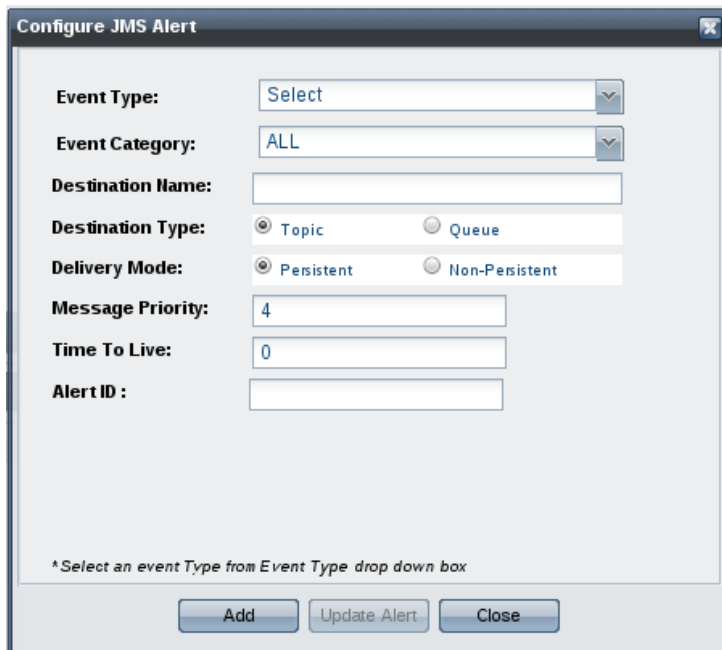 Configure JMS Alert
Event Type: Select
Event Category: ALL
Destination Name:
Destination Type: Topic Queue
Delivery Mode: Persistent Non-Persistent
Message Priority: 4
Time To Live: 0
Alert ID :
*Select an event Type from Event Type drop down box
Add Update Alert Close